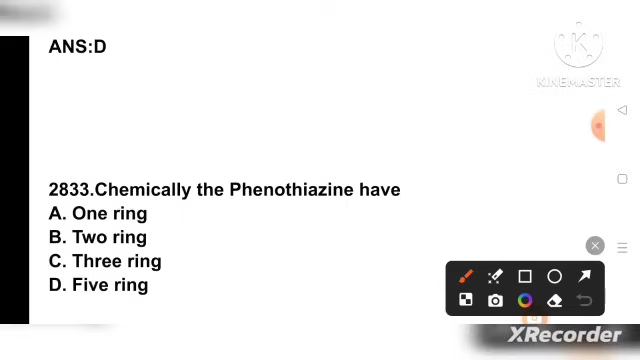 ANS:D
KINEMASTER
2833.Chemically the Phenothiazine have
A. One ring
B. Two ring
C. Three ring
D. Five ring
XRecorder